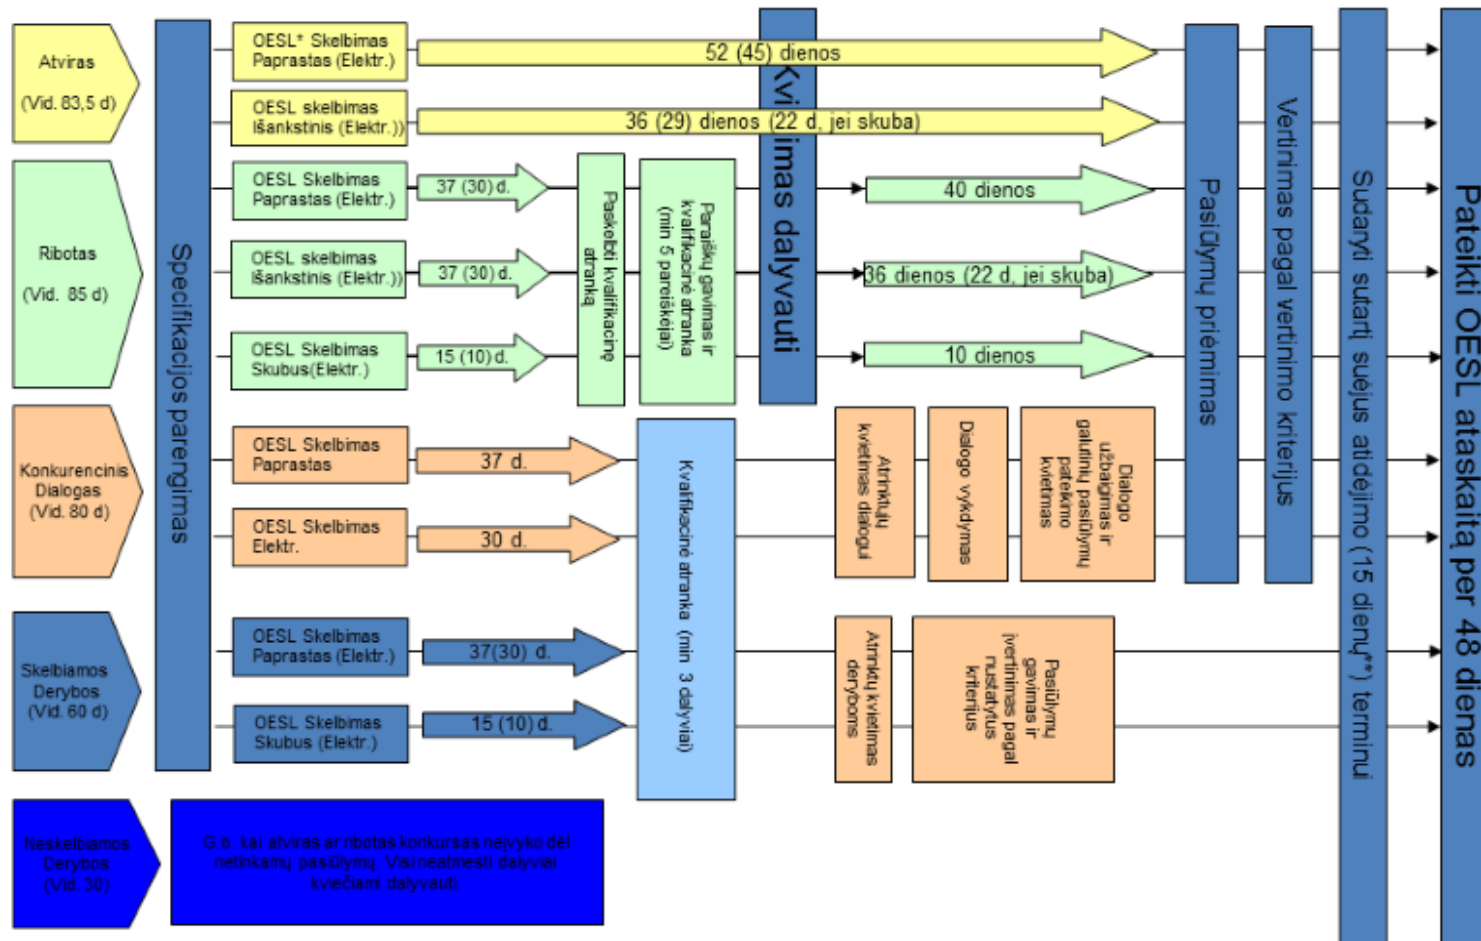 Atviras
(Vid. 83,5 d)
Ribotas
(Vid. 85 d)
Konkurencinis
Dialogas
(Vid. 80 d)
Skelbiamos
Derybos
(Vid. 60 d)
Neskelbiamos
Derybos
(Vid. 30)
Specifikacijos parengimas
OESL* Skelbimas
Paprastas (Elektr.)
52 (45) dienos
OESL skelbimas
Išankstinis (Elektr.))
36 (29) dienos (22 d, jei skuba)
OESL Skelbimas
Paprastas (Elektr.)
37 (30) d.
40 dienos
OESL skelbimas
Išankstinis (Elektr.))
37 (30) d.
36 dienos (22 d, jei skuba)
OESL Skelbimas
Skubus(Elektr.)
15 (10) d.
10 dienos
Paskelbti kvalifikacinę
atranką
Paraiškų gavimas ir
kvalifikacinė atranka
(min 5 pareiškėjai)
dalyvauti
OESL Skelbimas
Paprastas
37 d.
OESL Skelbimas
Elektr.
30 d.
OESL Skelbimas
Paprastas (Elektr.)
37(30) d.
OESL Skelbimas
Skubus (Elektr.)
15 (10) d.
Kvalifikacinė atranka (min 3 dalyviai)
Atrinktųjų
kvietimas dialogui
Dialogo vykdymas
Dialogo
užbaigimas ir
galutinių pasiūlymų
pateikimo
kvietimas
Atrinktų kvietimas
deryboms
Pasiūlymų
gavimas ir
įvertinimas pagal
nustatytus
kriterijus
Pasiūlymų priėmimas
Vertinimas pagal vertinimo kriterijus
Sudaryti sutartį suėjus atidėjimo (15 dienų**) terminui
Pateikti OESL ataskaitą per 48 dienas
G.b. kai atviras ar ribotas konkursas neįvyko dėl
netinkamų pasiūlymų. Visi neatmesti dalyviai
kviečiami dalyvauti.